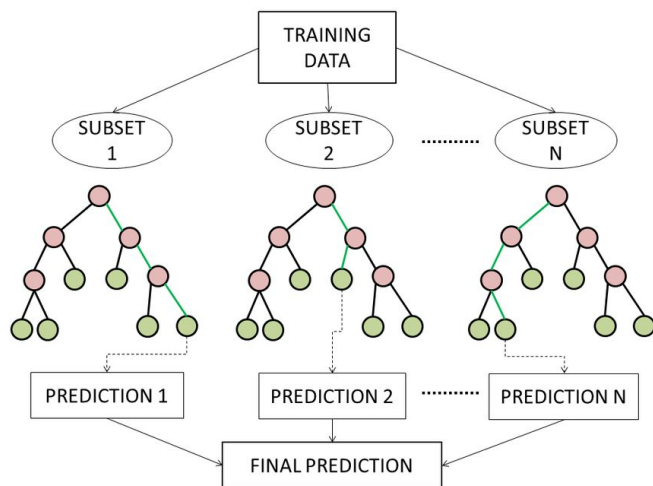 TRAINING
DATA
SUBSET
1
SUBSET
2
SUBSET
N
PREDICTION 1
PREDICTION 2
PREDICTION N
FINAL PREDICTION